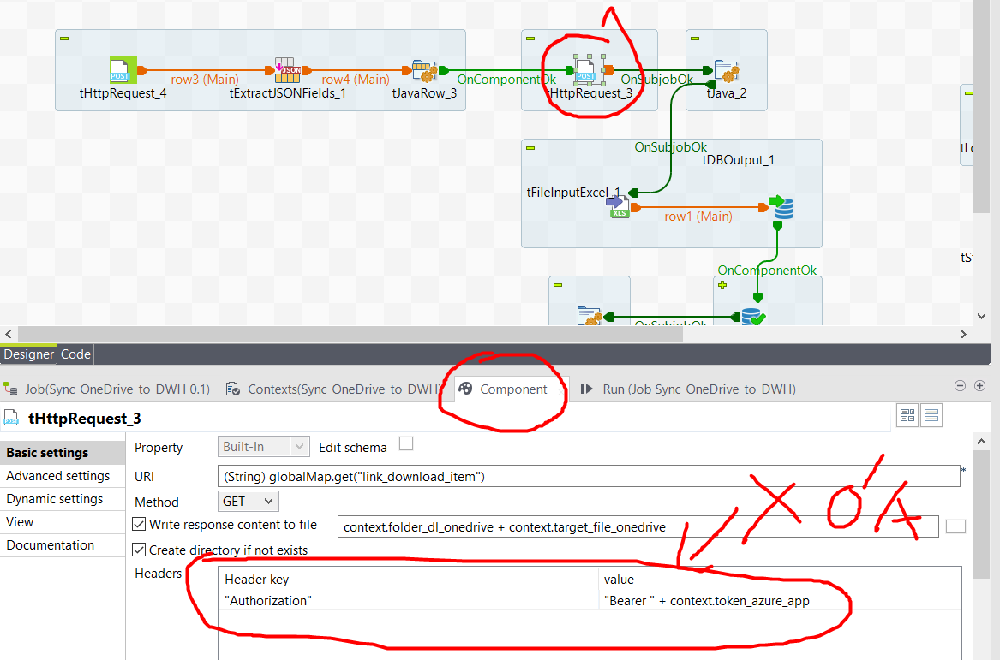 row3 (Main)
row4 (Main)
OnComponentOk
OnSubjobOk
tHttpRequest_4
tExtractJSONFields_1
tJavaRow_3
tHttpRequest_3
tJava_2
OnSubjobOk
tDBOutput_1
tFileInputExcel_1
row1 (Main)
OnComponentOk
OnSubjobOk
Designer
Code
Job(Sync_OneDrive_to_DWH 0.1)
Contexts(Sync_OneDrive_to_DWH)
Component
Run (Job Sync_OneDrive_to_DWH)
tHttpRequest_3
Basic settings
Advanced settings
Dynamic settings
View
Documentation
Property
Built-In
Edit schema
URI
(String) globalMap.get("link_download_item")
*
Method
GET
Write response content to file
context.folder_dl_onedrive + context.target_file_onedrive
Create directory if not exists
Headers
Header key
value
"Authorization"
"Bearer " + context.token_azure_app